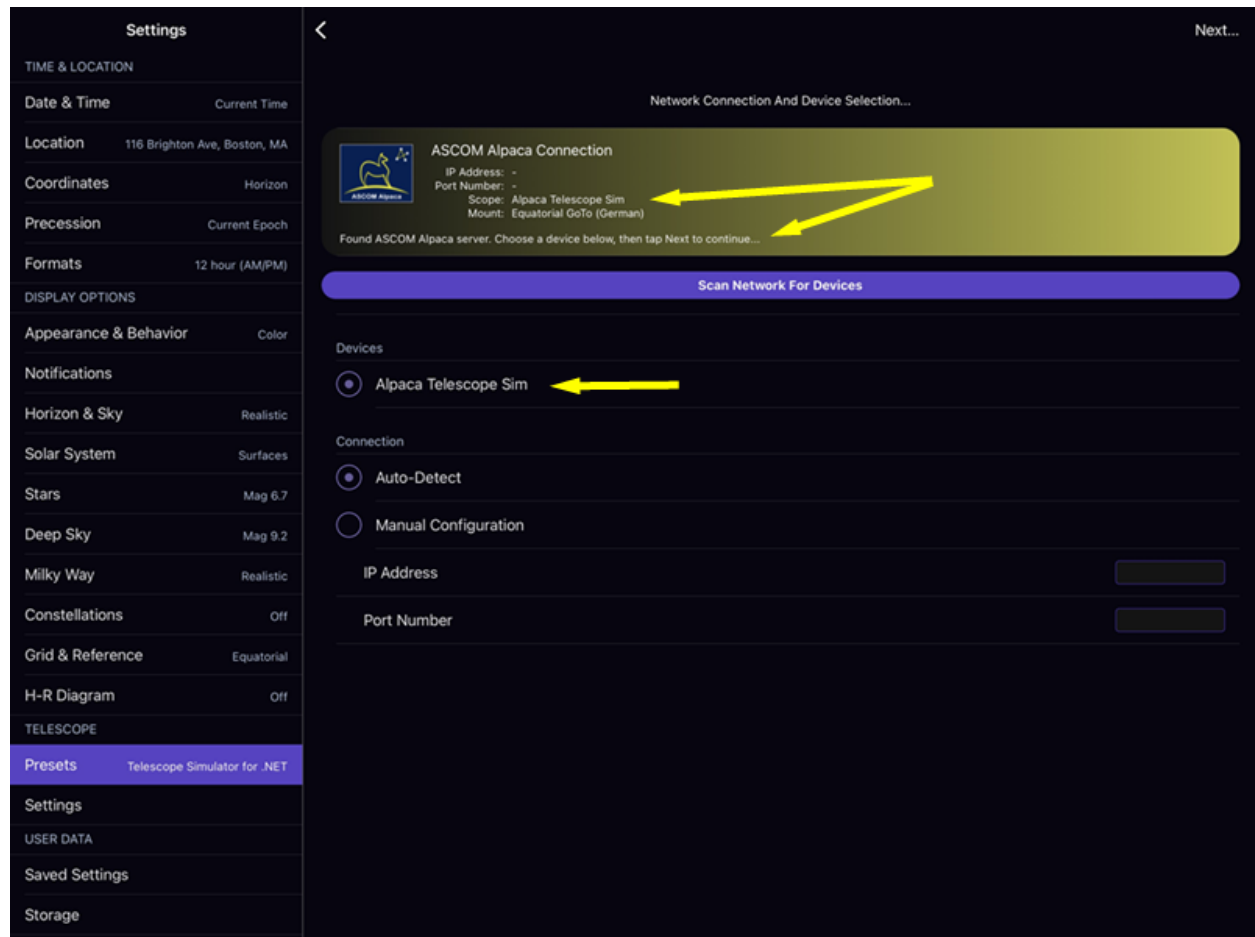 Settings
TIME & LOCATION
Date & Time Current Time
Location 116 Brighton Ave, Boston, MA
Coordinates Horizon
Precession Current Epoch
Formats 12 hour (AM/PM)
DISPLAY OPTIONS
Appearance & Behavior Color
Notifications
Horizon & Sky Realistic
Solar System Surfaces
Stars Mag 6.7
Deep Sky Mag 9.2
Milky Way Realistic
Constellations Off
Grid & Reference Equatorial
H-R Diagram Off
TELESCOPE
Presets Telescope Simulator for .NET
Settings
USER DATA
Saved Settings
Storage
Next...
Network Connection And Device Selection...
ASCOM Alpaca
ASCOM Alpaca Connection
IP Address: -
Port Number: -
Scope: Alpaca Telescope Sim
Mount: Equatorial GoTo (German)
Found ASCOM Alpaca server. Choose a device below, then tap Next to continue...
Scan Network For Devices
Devices
Alpaca Telescope Sim
Connection
Auto-Detect
Manual Configuration
IP Address
Port Number